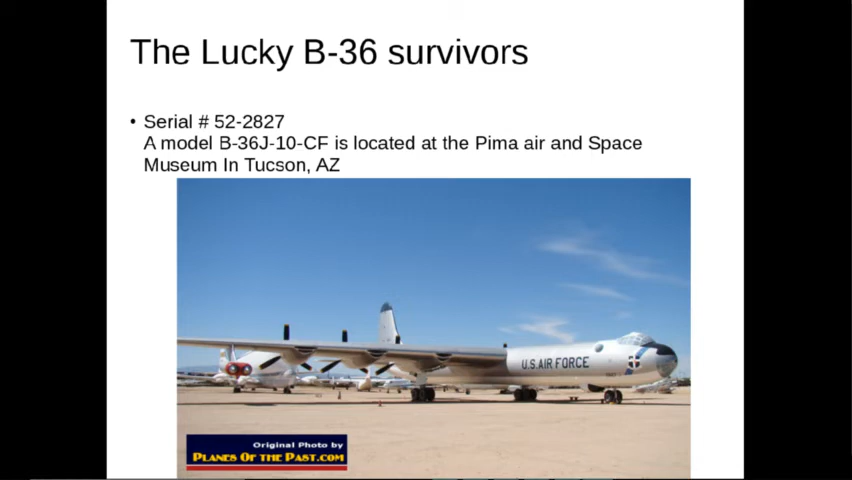 The Lucky B-36 survivors
• Serial # 52-2827
A model B-36J-10-CF is located at the Pima air and Space
Museum In Tucson, AZ
U.S. AIR FORCE
Original Photo by
PLANES OF THE PAST.COM